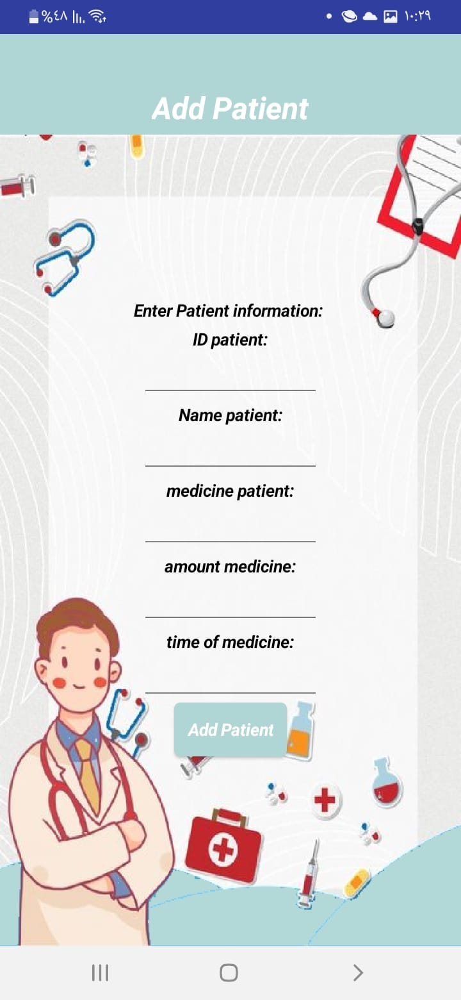 %٤٨ ١٠:٢٩
Add Patient
Enter Patient information:
ID patient:
Name patient:
medicine patient:
amount medicine:
time of medicine:
Add Patient